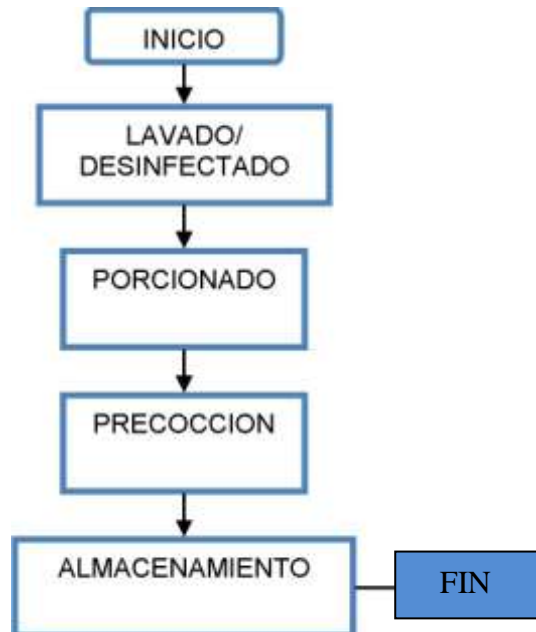 INICIO
LAVADO/
DESINFECTADO
PORCIONADO
PRECOCCION
ALMACENAMIENTO
FIN